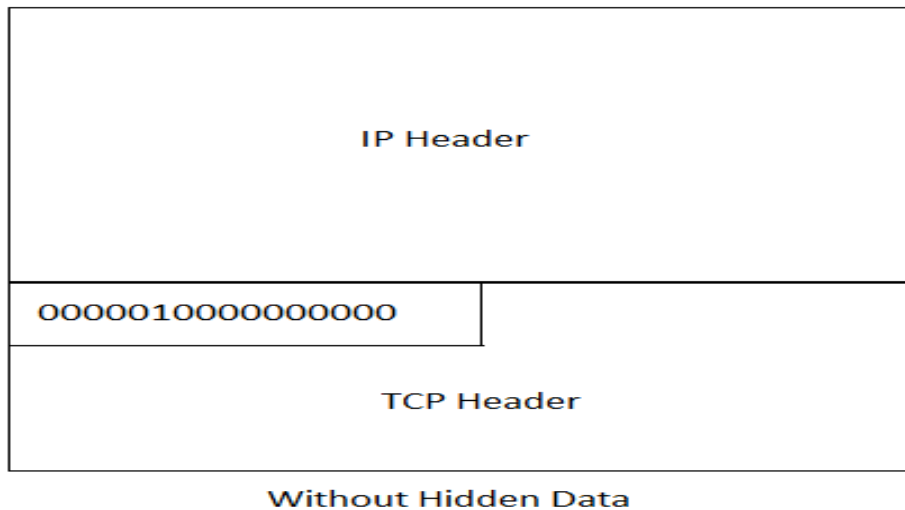 IP Header
0000010000000000
TCP Header
Without Hidden Data